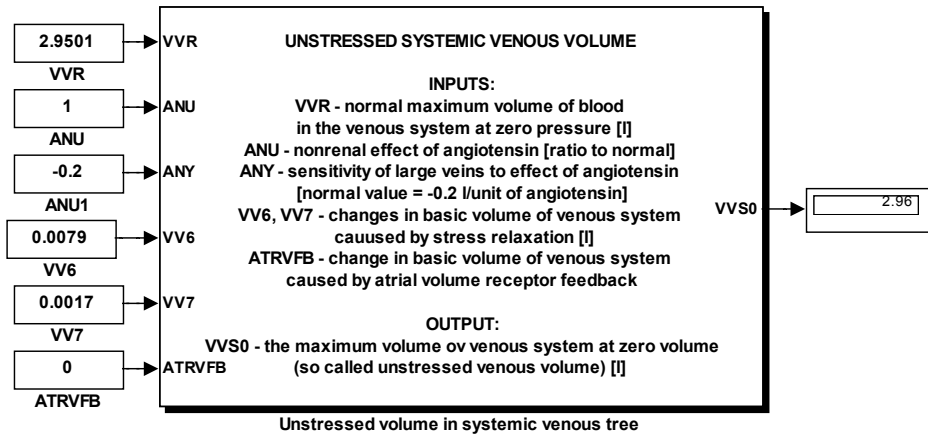 UNSTRESSED SYSTEMIC VENOUS VOLUME
2.9501
VVR
VVR
1
ANU
ANU
-0.2
ANY
ANU1
0.0079
VV6
VV6
0.0017
VV7
VV7
0
ATRVFB
ATRVFB
INPUTS:
VVR - normal maximum volume of blood
in the venous system at zero pressure [l]
ANU - nonrenal effect of angiotensin [ratio to normal]
ANY - sensitivity of large veins to effect of angiotensin
[normal value = -0.2 l/unit of angiotensin]
VV6, VV7 - changes in basic volume of venous system
cauused by stress relaxation [l]
ATRVFB - change in basic volume of venous system
caused by atrial volume receptor feedback
OUTPUT:
VVS0 - the maximum volume ov venous system at zero volume
(so called unstressed venous volume) [l]
VVS0
2.96
Unstressed volume in systemic venous tree